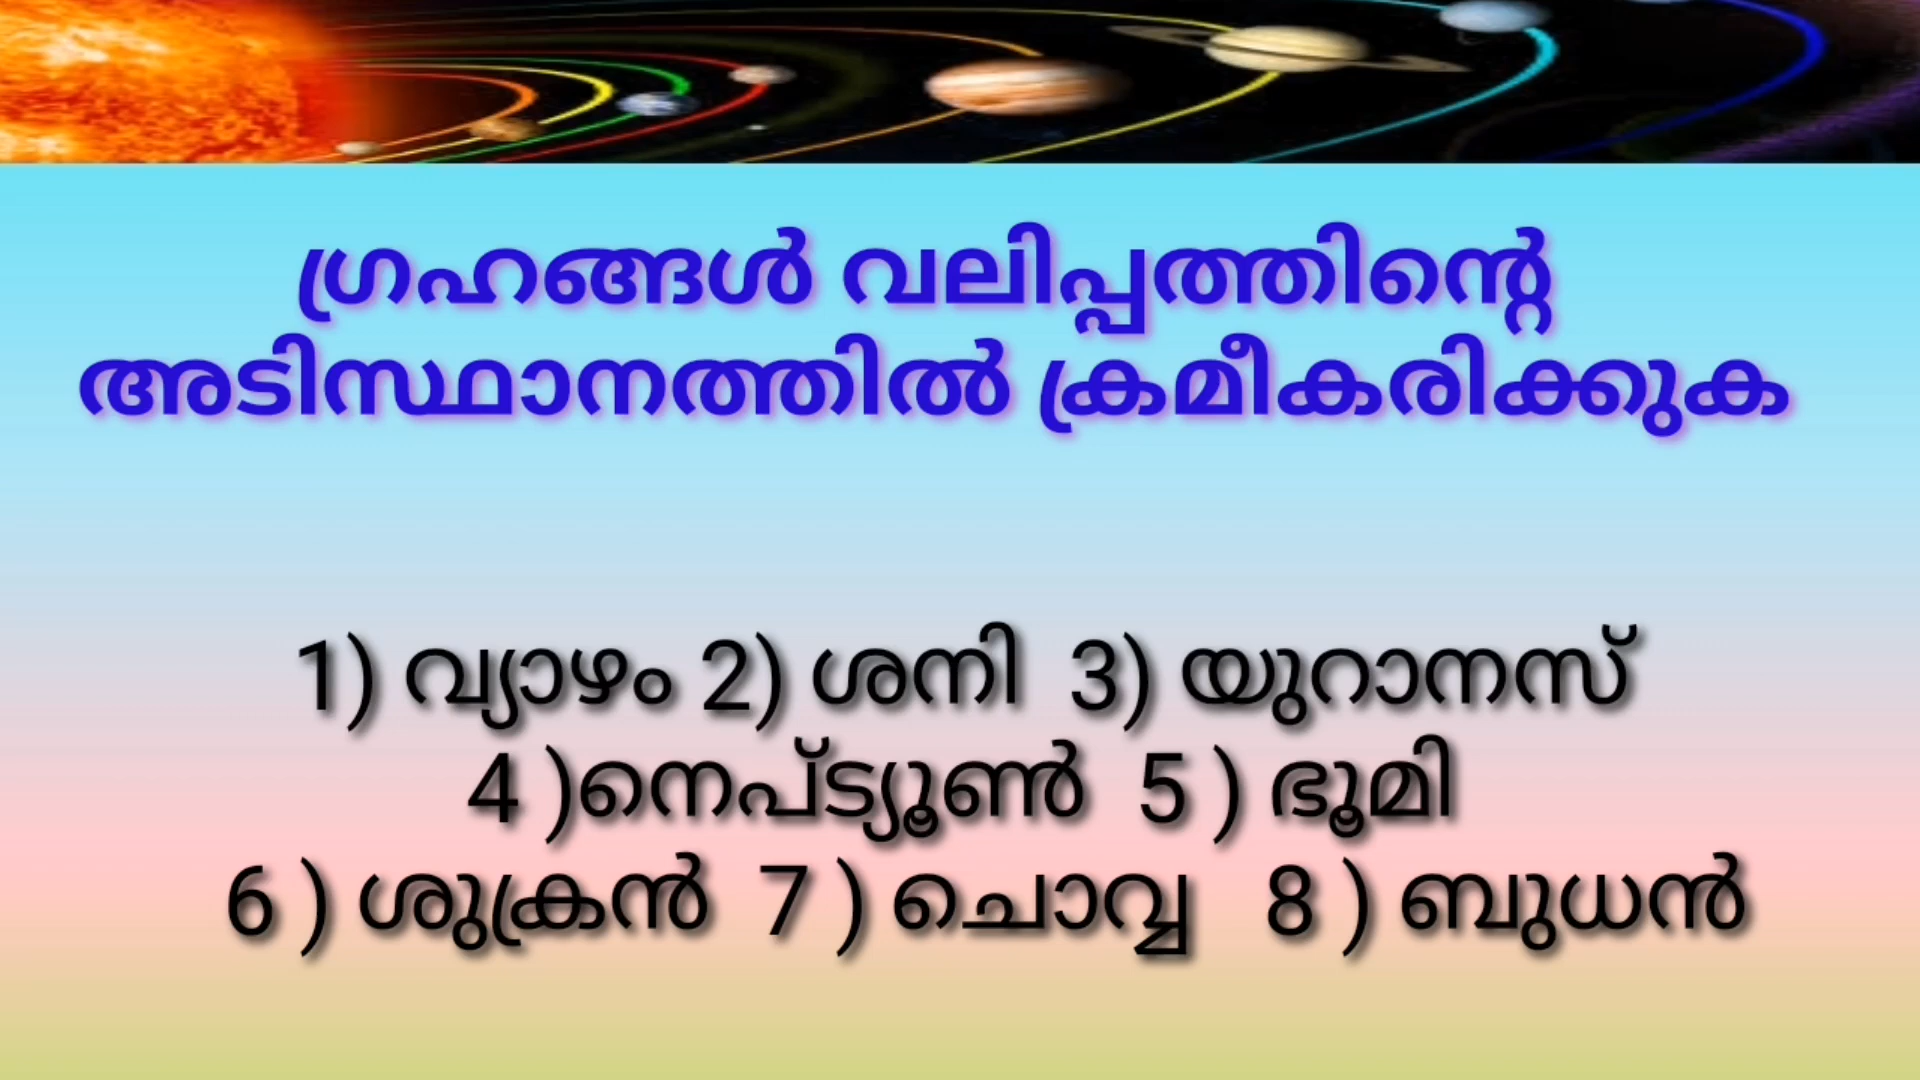 ഗ്രഹങ്ങൾ വലിപ്പത്തിന്റെ
അടിസ്ഥാനത്തിൽ ക്രമീകരിക്കുക
1) വ്യാഴം 2) ശനി 3) യുറാനസ്
4 )നെപ്ട്യൂൺ 5 ) ഭൂമി
6 ) ശുക്രൻ 7 ) ചൊവ്വ 8 ) ബുധൻ